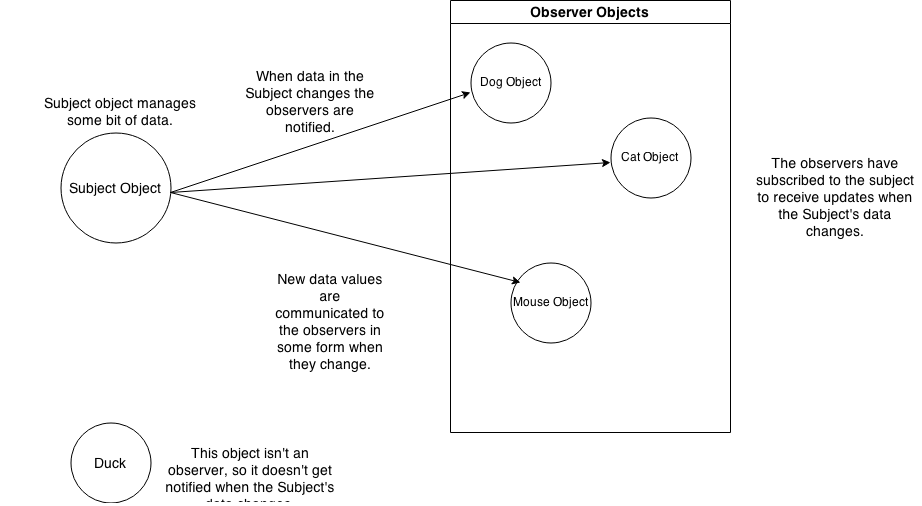 Observer Objects
Dog Object
When data in the
Subject changes the
observers are
notified.
Subject object manages
some bit of data.
Cat Object
Subject Object
The observers have
subscribed to the subject
to receive updates when
the Subject's data
changes.
New data values
are
communicated to
the observers in
some form when
they change.
Mouse Object
Duck
This object isn't an
observer, so it doesn't get
notified when the Subject's
data changes